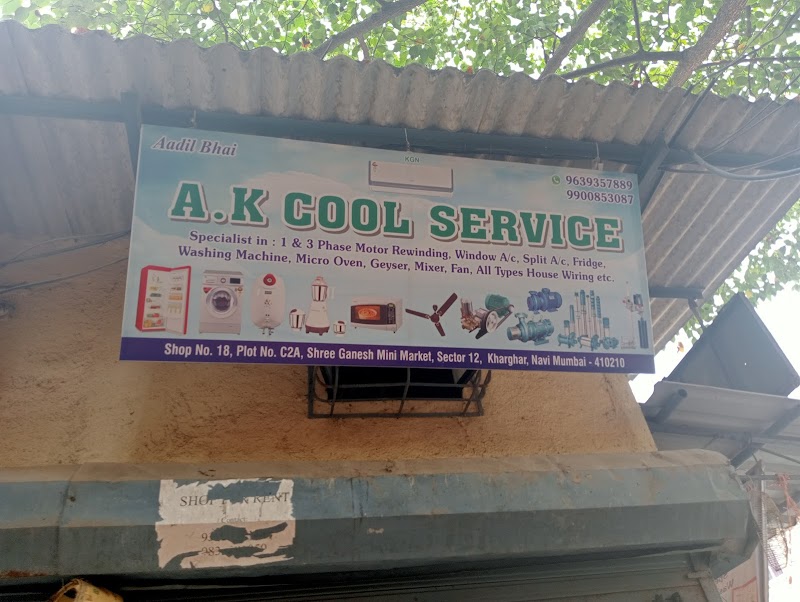 Aadil Bhai
KGN
9639357889
9900853087
A.K COOL SERVICE
Specialist in : 1 & 3 Phase Motor Rewinding, Window A/c, Split A/c, Fridge,
Washing Machine, Micro Oven, Geyser, Mixer, Fan, All Types House Wiring etc.
Shop No. 18, Plot No. C2A, Shree Ganesh Mini Market, Sector 12, Kharghar, Navi Mumbai - 410210
SHOP RENT